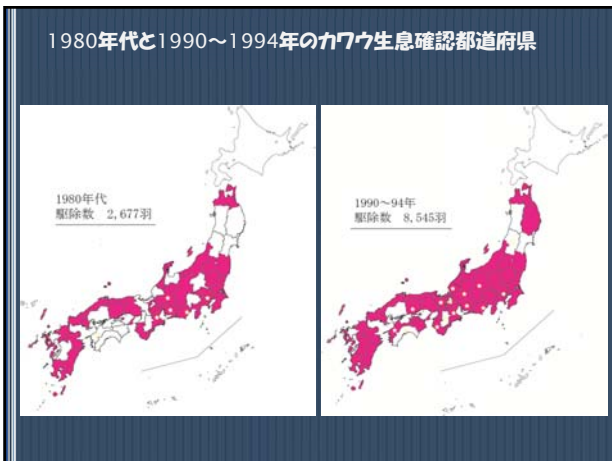 1980年代と1990～1994年のカワウ生息確認都道府県
1980年代
駆除数 2,677羽
1990～94年
駆除数 8,545羽